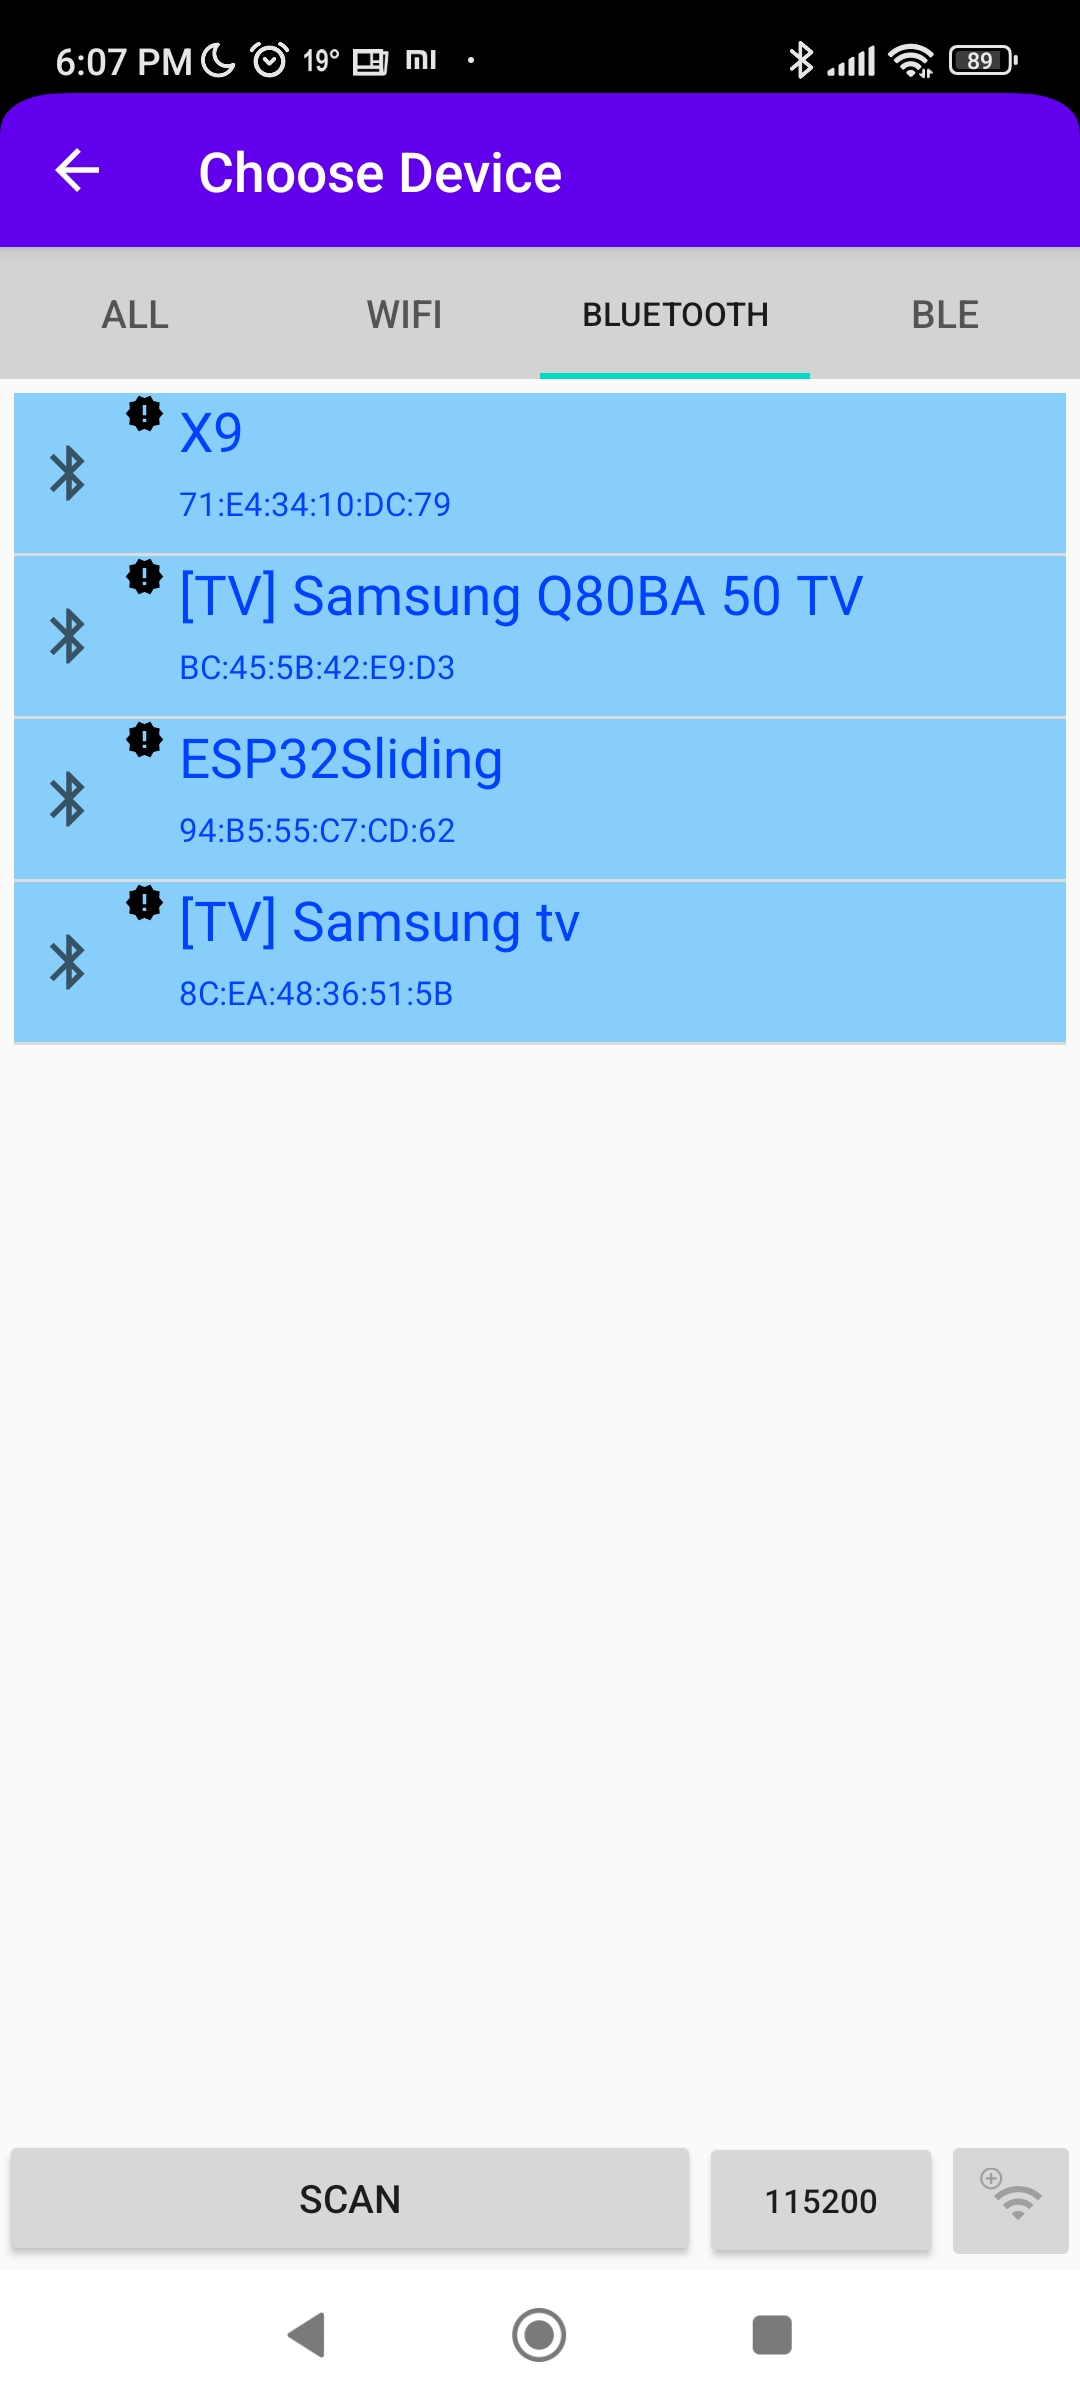 6:07 PM 19° mi 89
Choose Device
ALL WIFI BLUETOOTH BLE
X9
71:E4:34:10:DC:79
[TV] Samsung Q80BA 50 TV
BC:45:5B:42:E9:D3
ESP32Sliding
94:B5:55:C7:CD:62
[TV] Samsung tv
8C:EA:48:36:51:5B
SCAN 115200